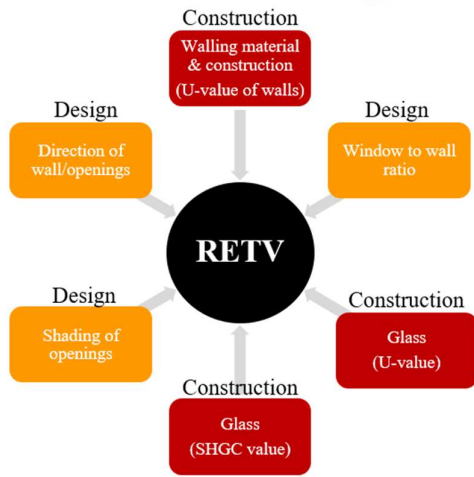 Construction
Walling material
& construction
(U-value of walls)
Design
Direction of
wall/openings
Design
Window to wall
ratio
RETV
Design
Shading of
openings
Construction
Glass
(U-value)
Construction
Glass
(SHGC value)